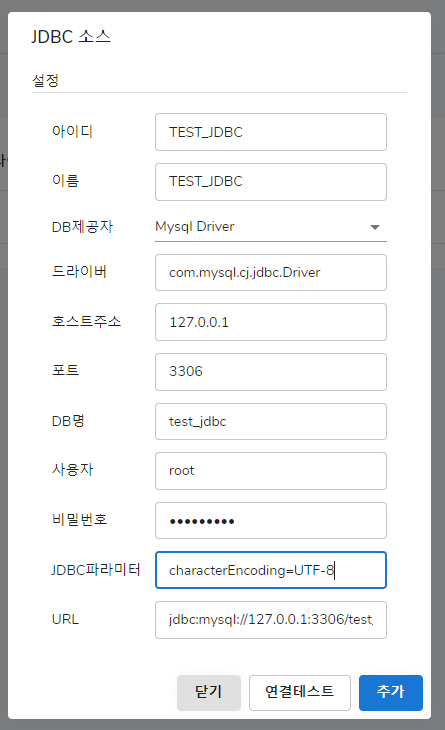 JDBC 소스
설정
아이디 TEST_JDBC
이름 TEST_JDBC
DB제공자 Mysql Driver
드라이버 com.mysql.cj.jdbc.Driver
호스트주소 127.0.0.1
포트 3306
DB명 test_jdbc
사용자 root
비밀번호 •••••••••
JDBC파라미터 characterEncoding=UTF-8
URL jdbc:mysql://127.0.0.1:3306/test_
닫기 연결테스트 추가